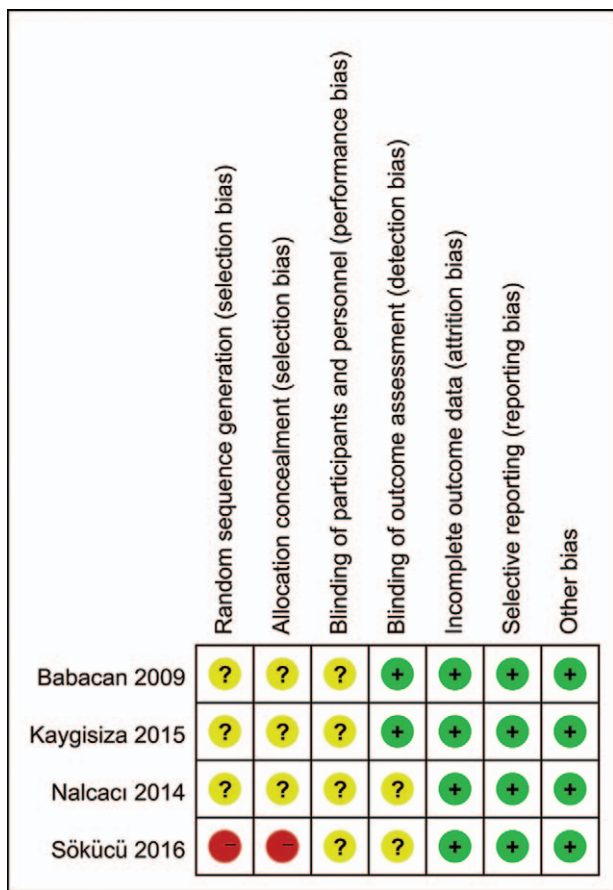 Random sequence generation (selection bias)
Allocation concealment (selection bias)
Blinding of participants and personnel (performance bias)
Blinding of outcome assessment (detection bias)
Incomplete outcome data (attrition bias)
Selective reporting (reporting bias)
Other bias
Babacan 2009 ? ? ? + + + +
Kaygisiza 2015 ? ? ? + + + +
Nalcacı 2014 ? ? ? ? + + +
Sökücü 2016 – – ? ? + + +